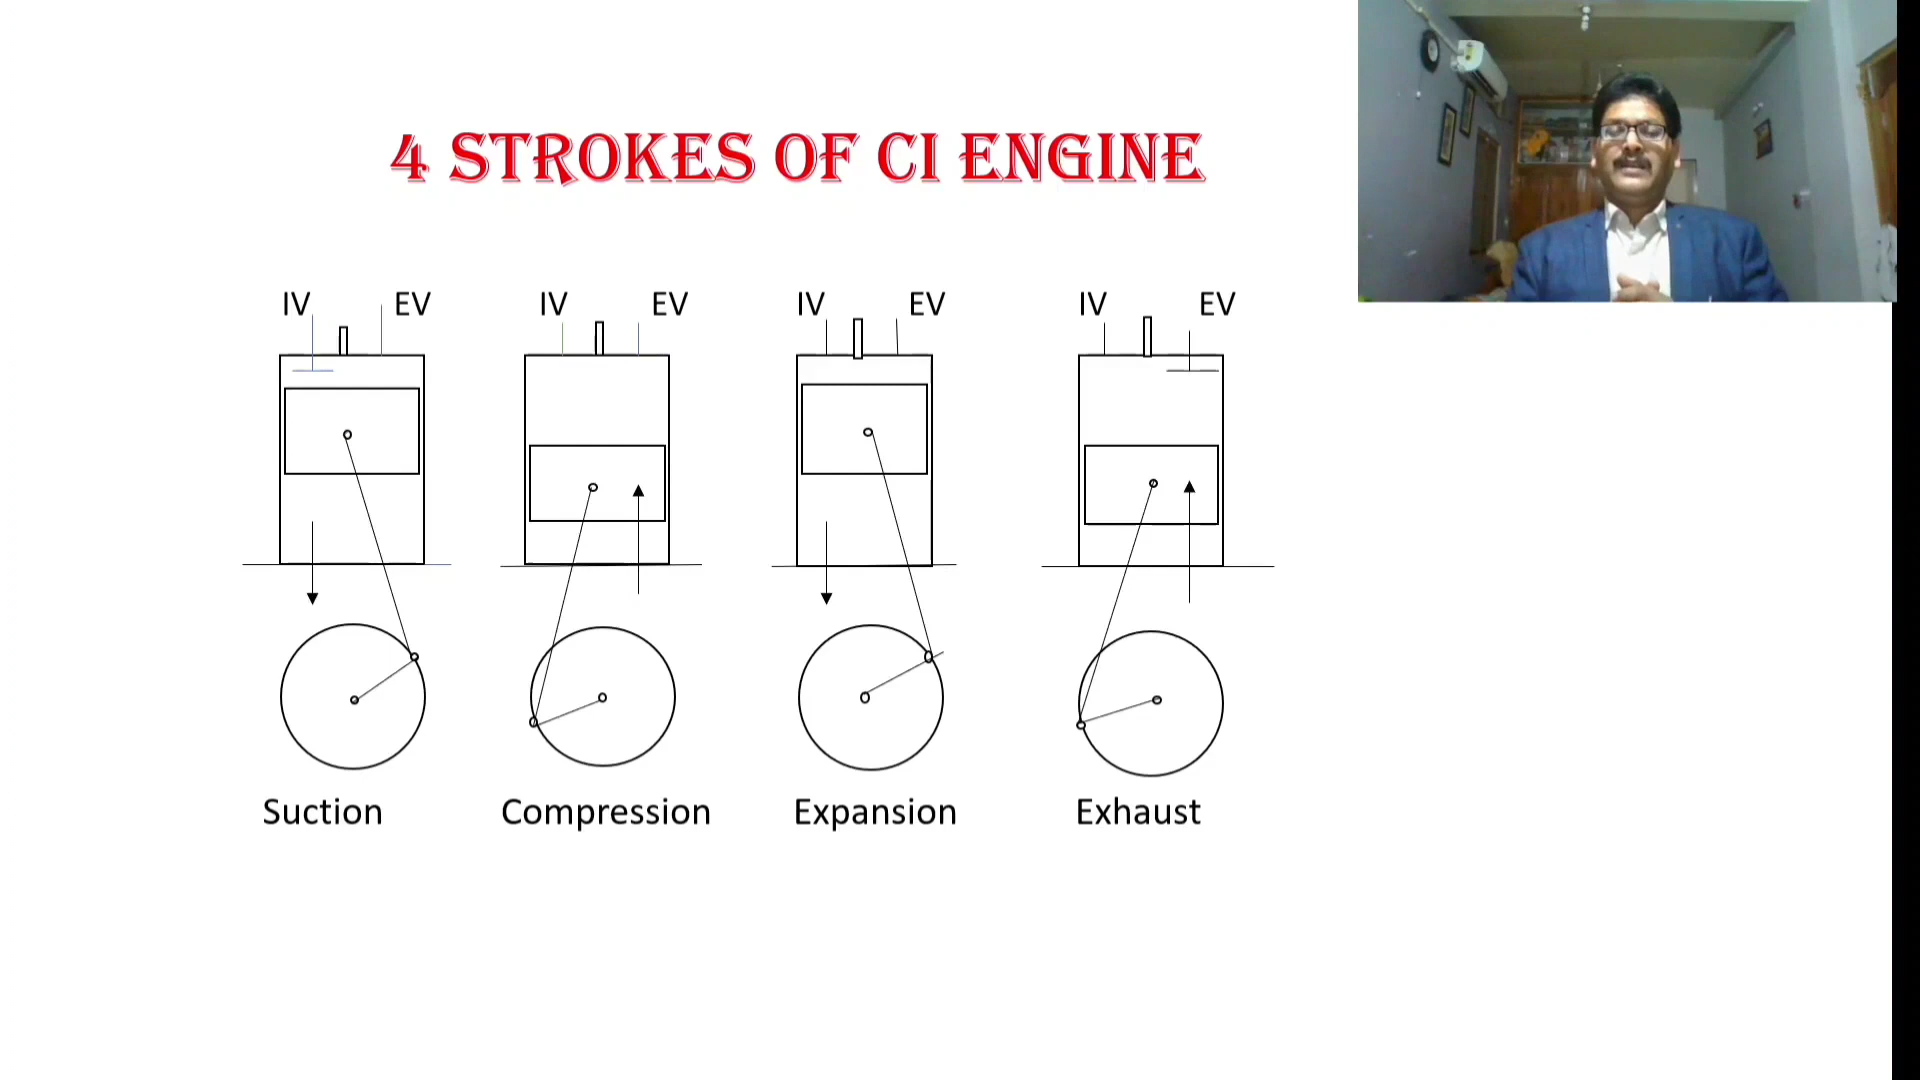 4 STROKES OF CI ENGINE
IV EV IV EV IV EV IV EV
Suction Compression Expansion Exhaust